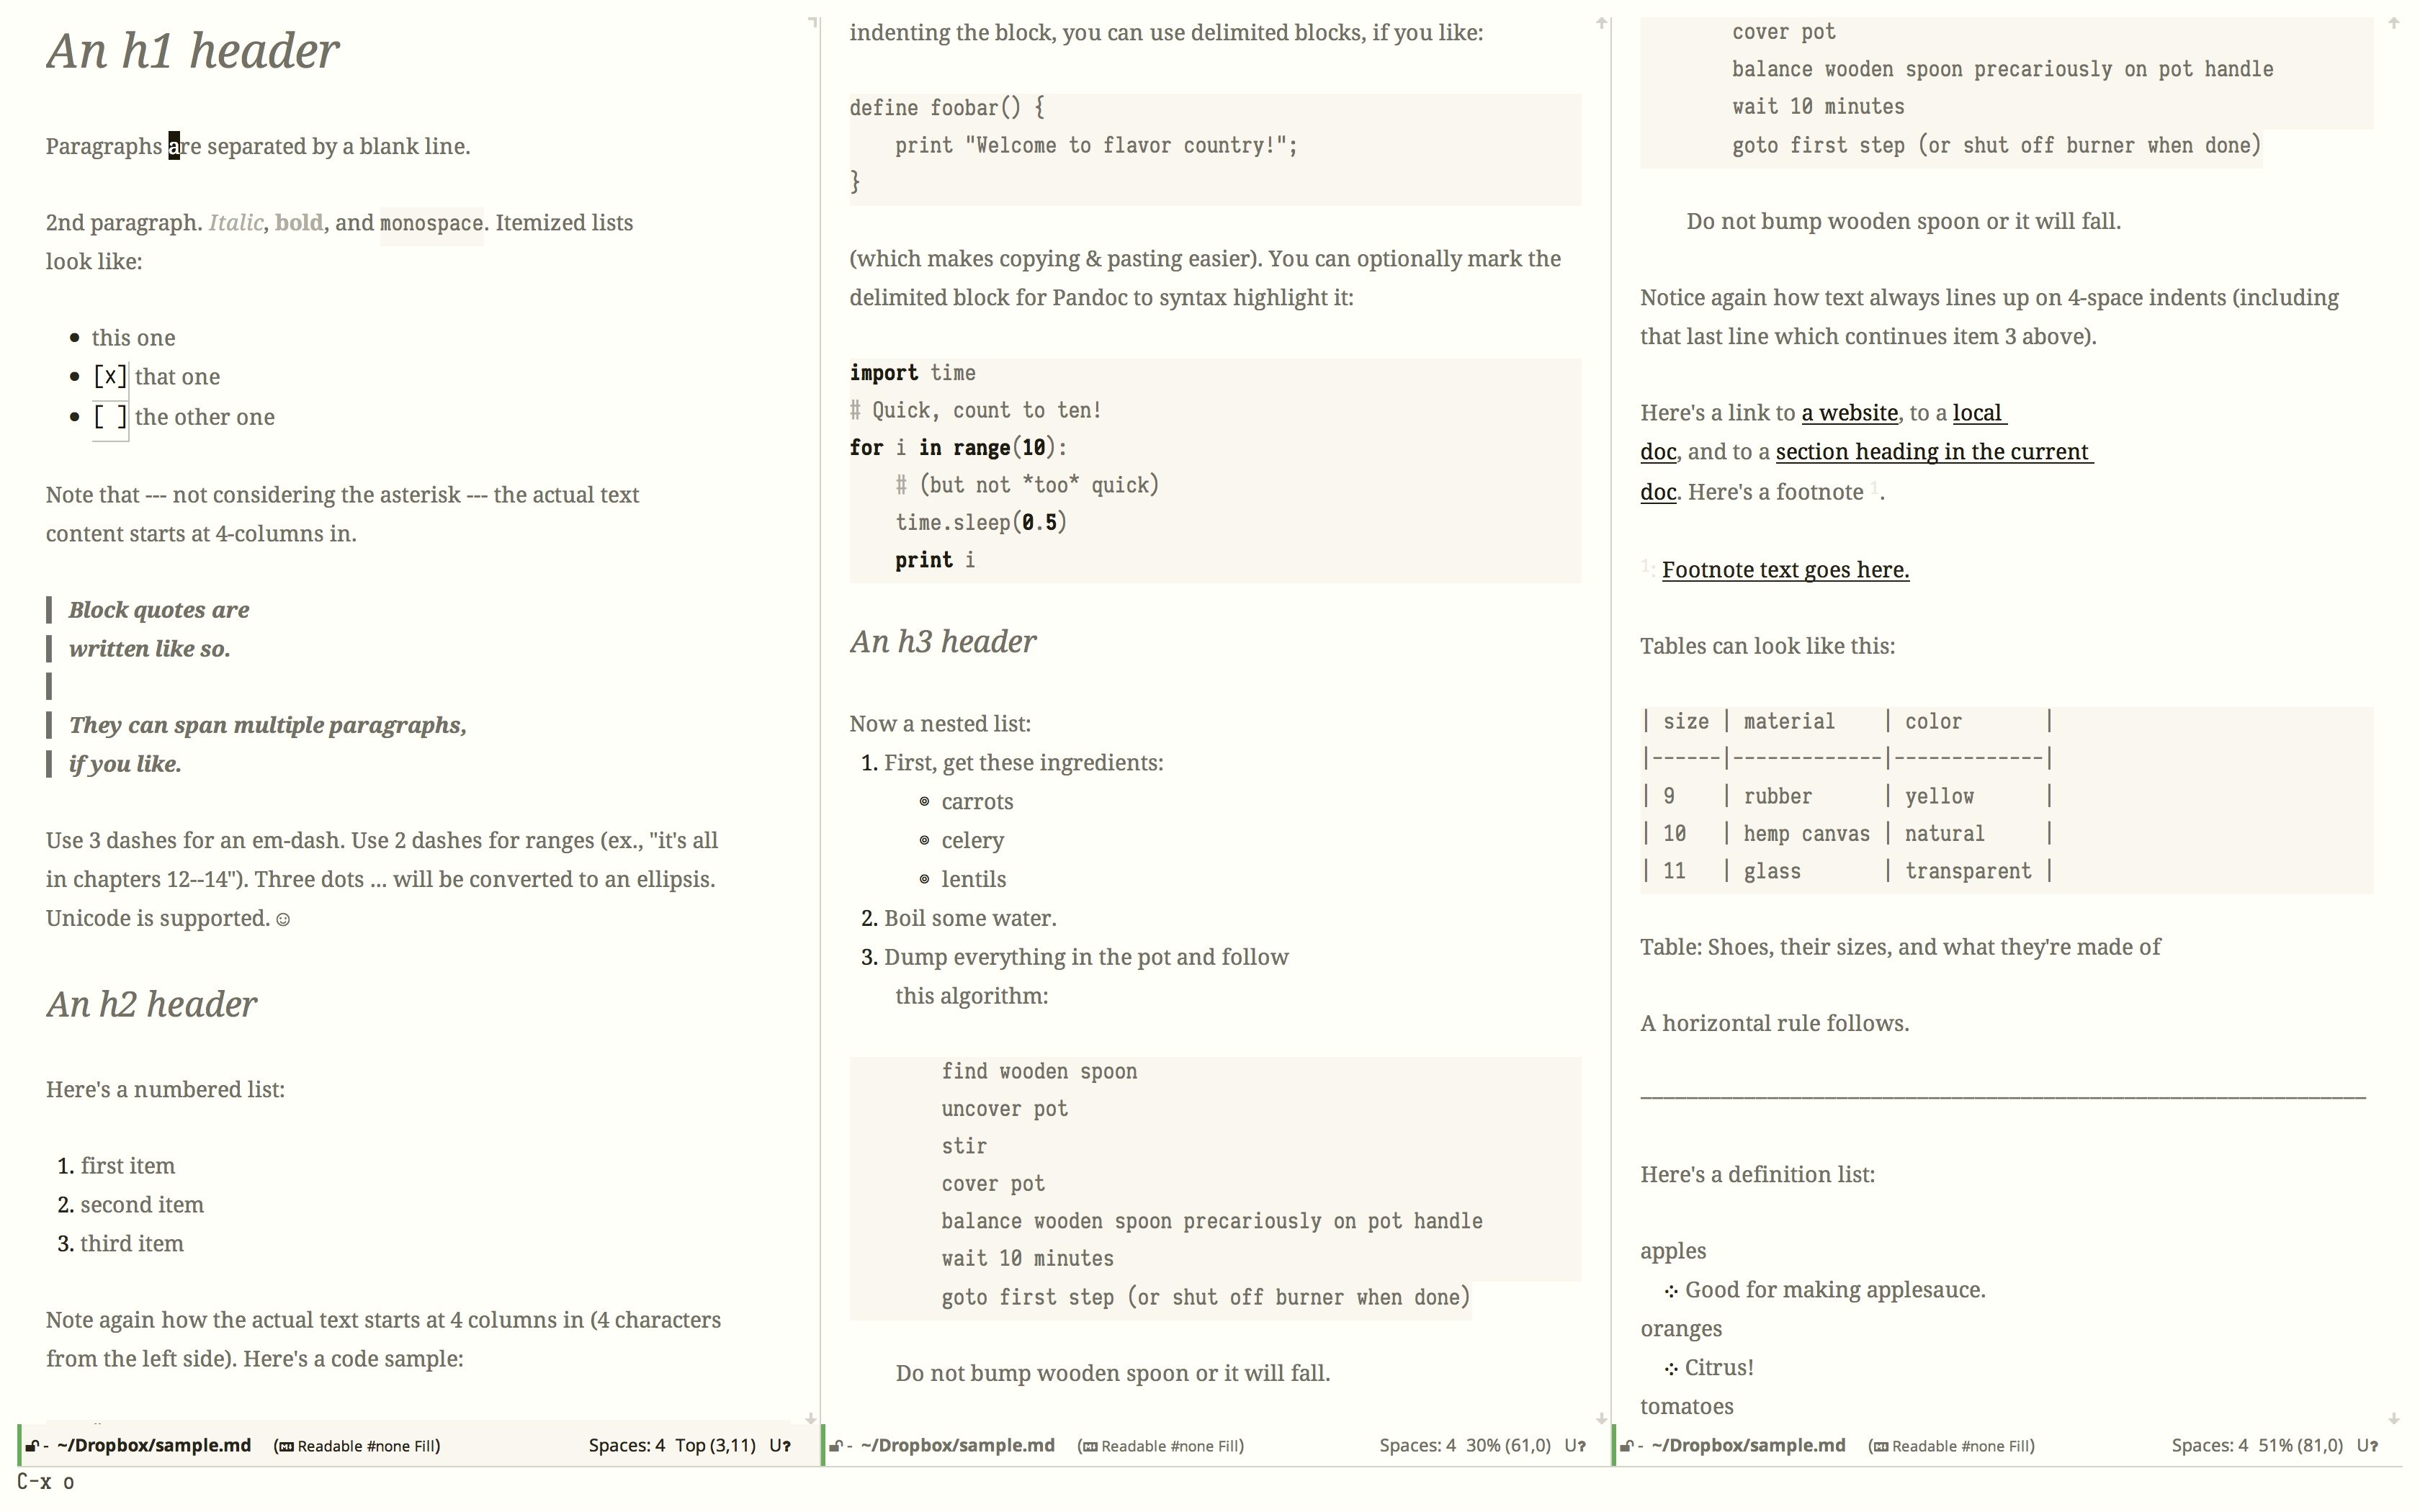 An h1 header
Paragraphs are separated by a blank line.
2nd paragraph. Italic, bold, and monospace. Itemized lists
look like:
• this one
• [x] that one
• [ ] the other one
Note that --- not considering the asterisk --- the actual text
content starts at 4-columns in.
Block quotes are
written like so.
They can span multiple paragraphs,
if you like.
Use 3 dashes for an em-dash. Use 2 dashes for ranges (ex., "it's all
in chapters 12--14"). Three dots ... will be converted to an ellipsis.
Unicode is supported. ☺
An h2 header
Here's a numbered list:
1. first item
2. second item
3. third item
Note again how the actual text starts at 4 columns in (4 characters
from the left side). Here's a code sample:
- ~/Dropbox/sample.md (Readable #none Fill) Spaces: 4 Top (3,11) U?
C-x o
indenting the block, you can use delimited blocks, if you like:
define foobar() {
    print "Welcome to flavor country!";
}
(which makes copying & pasting easier). You can optionally mark the
delimited block for Pandoc to syntax highlight it:
import time
# Quick, count to ten!
for i in range(10):
    # (but not *too* quick)
    time.sleep(0.5)
    print i
An h3 header
Now a nested list:
1. First, get these ingredients:
◉ carrots
◉ celery
◉ lentils
2. Boil some water.
3. Dump everything in the pot and follow
this algorithm:
find wooden spoon
uncover pot
stir
cover pot
balance wooden spoon precariously on pot handle
wait 10 minutes
goto first step (or shut off burner when done)
Do not bump wooden spoon or it will fall.
- ~/Dropbox/sample.md (Readable #none Fill) Spaces: 4 30% (61,0) U?
cover pot
balance wooden spoon precariously on pot handle
wait 10 minutes
goto first step (or shut off burner when done)
Do not bump wooden spoon or it will fall.
Notice again how text always lines up on 4-space indents (including
that last line which continues item 3 above).
Here's a link to a website, to a local
doc, and to a section heading in the current
doc. Here's a footnote 1.
1: Footnote text goes here.
Tables can look like this:
| size | material    | color       |
|------|-------------|-------------|
| 9    | rubber      | yellow      |
| 10   | hemp canvas | natural     |
| 11   | glass       | transparent |
Table: Shoes, their sizes, and what they're made of
A horizontal rule follows.
Here's a definition list:
apples
⁘ Good for making applesauce.
oranges
⁘ Citrus!
tomatoes
- ~/Dropbox/sample.md (Readable #none Fill) Spaces: 4 51% (81,0) U?